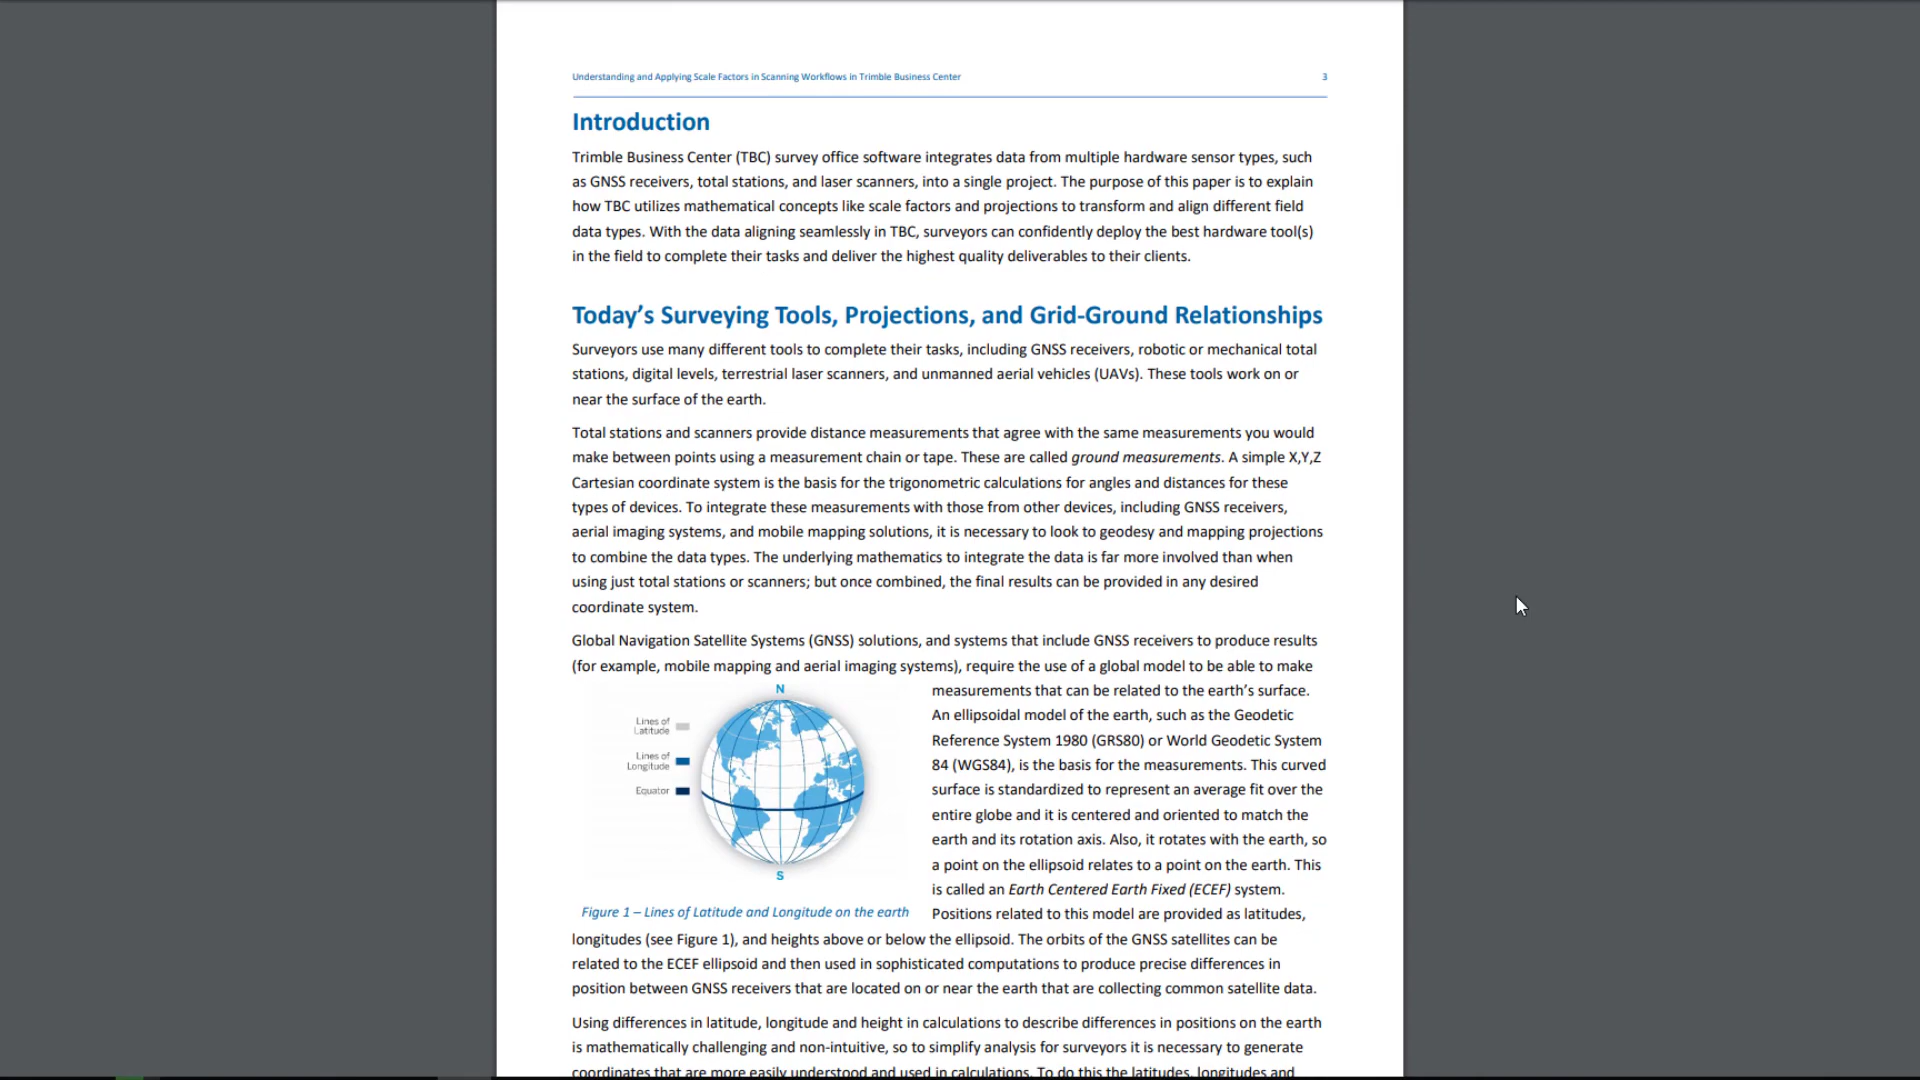 Understanding and Applying Scale Factors in Scanning Workflows in Trimble Business Center 3
Introduction
Trimble Business Center (TBC) survey office software integrates data from multiple hardware sensor types, such
as GNSS receivers, total stations, and laser scanners, into a single project. The purpose of this paper is to explain
how TBC utilizes mathematical concepts like scale factors and projections to transform and align different field
data types. With the data aligning seamlessly in TBC, surveyors can confidently deploy the best hardware tool(s)
in the field to complete their tasks and deliver the highest quality deliverables to their clients.
Today’s Surveying Tools, Projections, and Grid-Ground Relationships
Surveyors use many different tools to complete their tasks, including GNSS receivers, robotic or mechanical total
stations, digital levels, terrestrial laser scanners, and unmanned aerial vehicles (UAVs). These tools work on or
near the surface of the earth.
Total stations and scanners provide distance measurements that agree with the same measurements you would
make between points using a measurement chain or tape. These are called ground measurements. A simple X,Y,Z
Cartesian coordinate system is the basis for the trigonometric calculations for angles and distances for these
types of devices. To integrate these measurements with those from other devices, including GNSS receivers,
aerial imaging systems, and mobile mapping solutions, it is necessary to look to geodesy and mapping projections
to combine the data types. The underlying mathematics to integrate the data is far more involved than when
using just total stations or scanners; but once combined, the final results can be provided in any desired
coordinate system.
Global Navigation Satellite Systems (GNSS) solutions, and systems that include GNSS receivers to produce results
(for example, mobile mapping and aerial imaging systems), require the use of a global model to be able to make
N
Lines of
Latitude
Lines of
Longitude
Equator
S
Figure 1 – Lines of Latitude and Longitude on the earth
measurements that can be related to the earth’s surface.
An ellipsoidal model of the earth, such as the Geodetic
Reference System 1980 (GRS80) or World Geodetic System
84 (WGS84), is the basis for the measurements. This curved
surface is standardized to represent an average fit over the
entire globe and it is centered and oriented to match the
earth and its rotation axis. Also, it rotates with the earth, so
a point on the ellipsoid relates to a point on the earth. This
is called an Earth Centered Earth Fixed (ECEF) system.
Positions related to this model are provided as latitudes,
longitudes (see Figure 1), and heights above or below the ellipsoid. The orbits of the GNSS satellites can be
related to the ECEF ellipsoid and then used in sophisticated computations to produce precise differences in
position between GNSS receivers that are located on or near the earth that are collecting common satellite data.
Using differences in latitude, longitude and height in calculations to describe differences in positions on the earth
is mathematically challenging and non-intuitive, so to simplify analysis for surveyors it is necessary to generate
coordinates that are more easily understood and used in calculations. To do this the latitudes, longitudes and